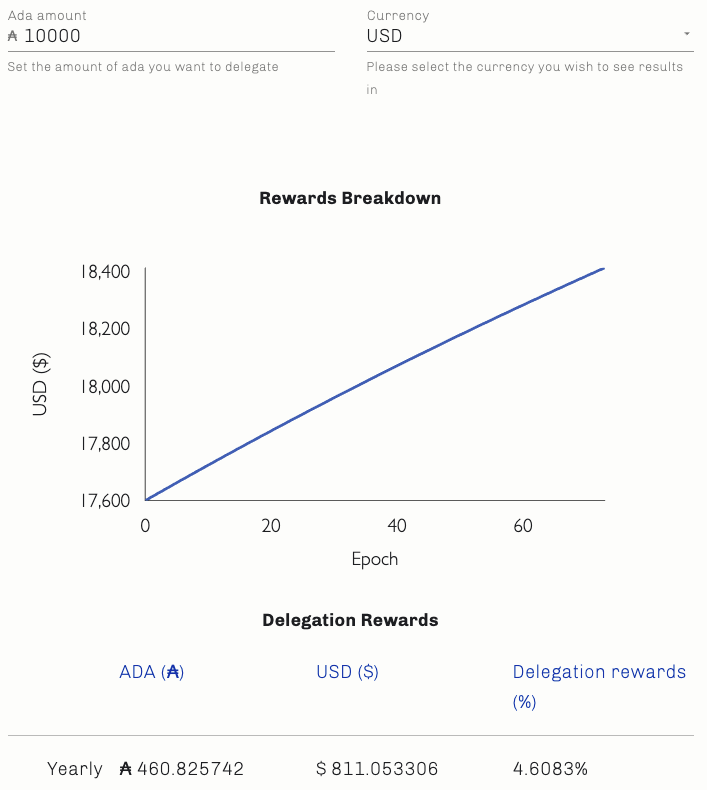 Ada amount
Currency
₳ 10000
USD
Set the amount of ada you want to delegate
Please select the currency you wish to see results
in
Rewards Breakdown
18,400
18,200
18,000
17,800
17,600
USD ($)
0
20
40
60
Epoch
Delegation Rewards
ADA (₳)
USD ($)
Delegation rewards
(%)
Yearly ₳ 460.825742 $ 811.053306 4.6083%